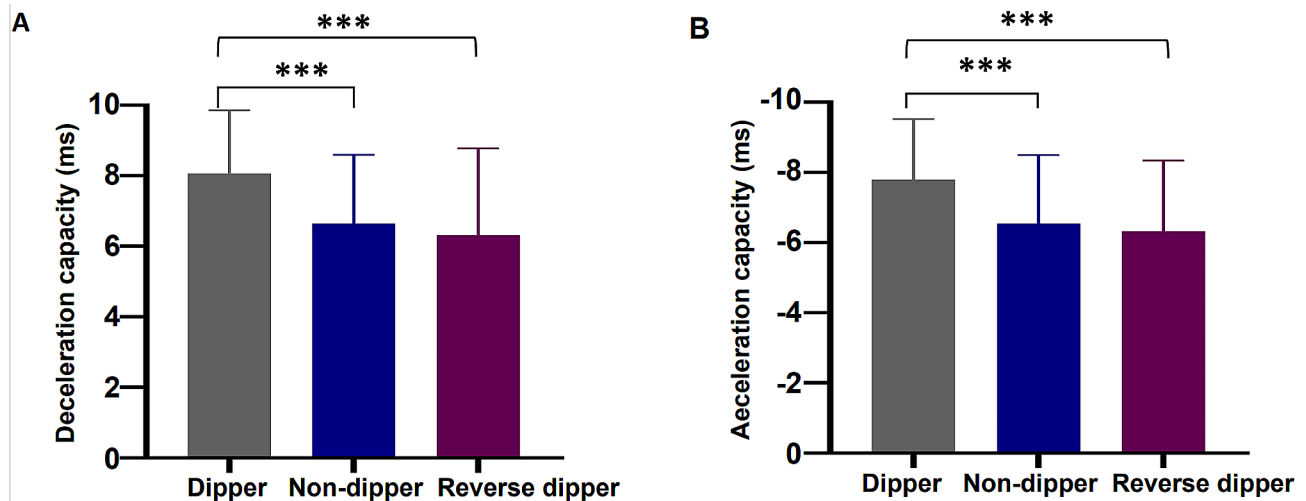 A
***
***
Deceleration capacity (ms)
10
8
6
4
2
0
Dipper
Non-dipper
Reverse dipper
B
***
***
Aeceleration capacity (ms)
-10
-8
-6
-4
-2
0
Dipper
Non-dipper
Reverse dipper